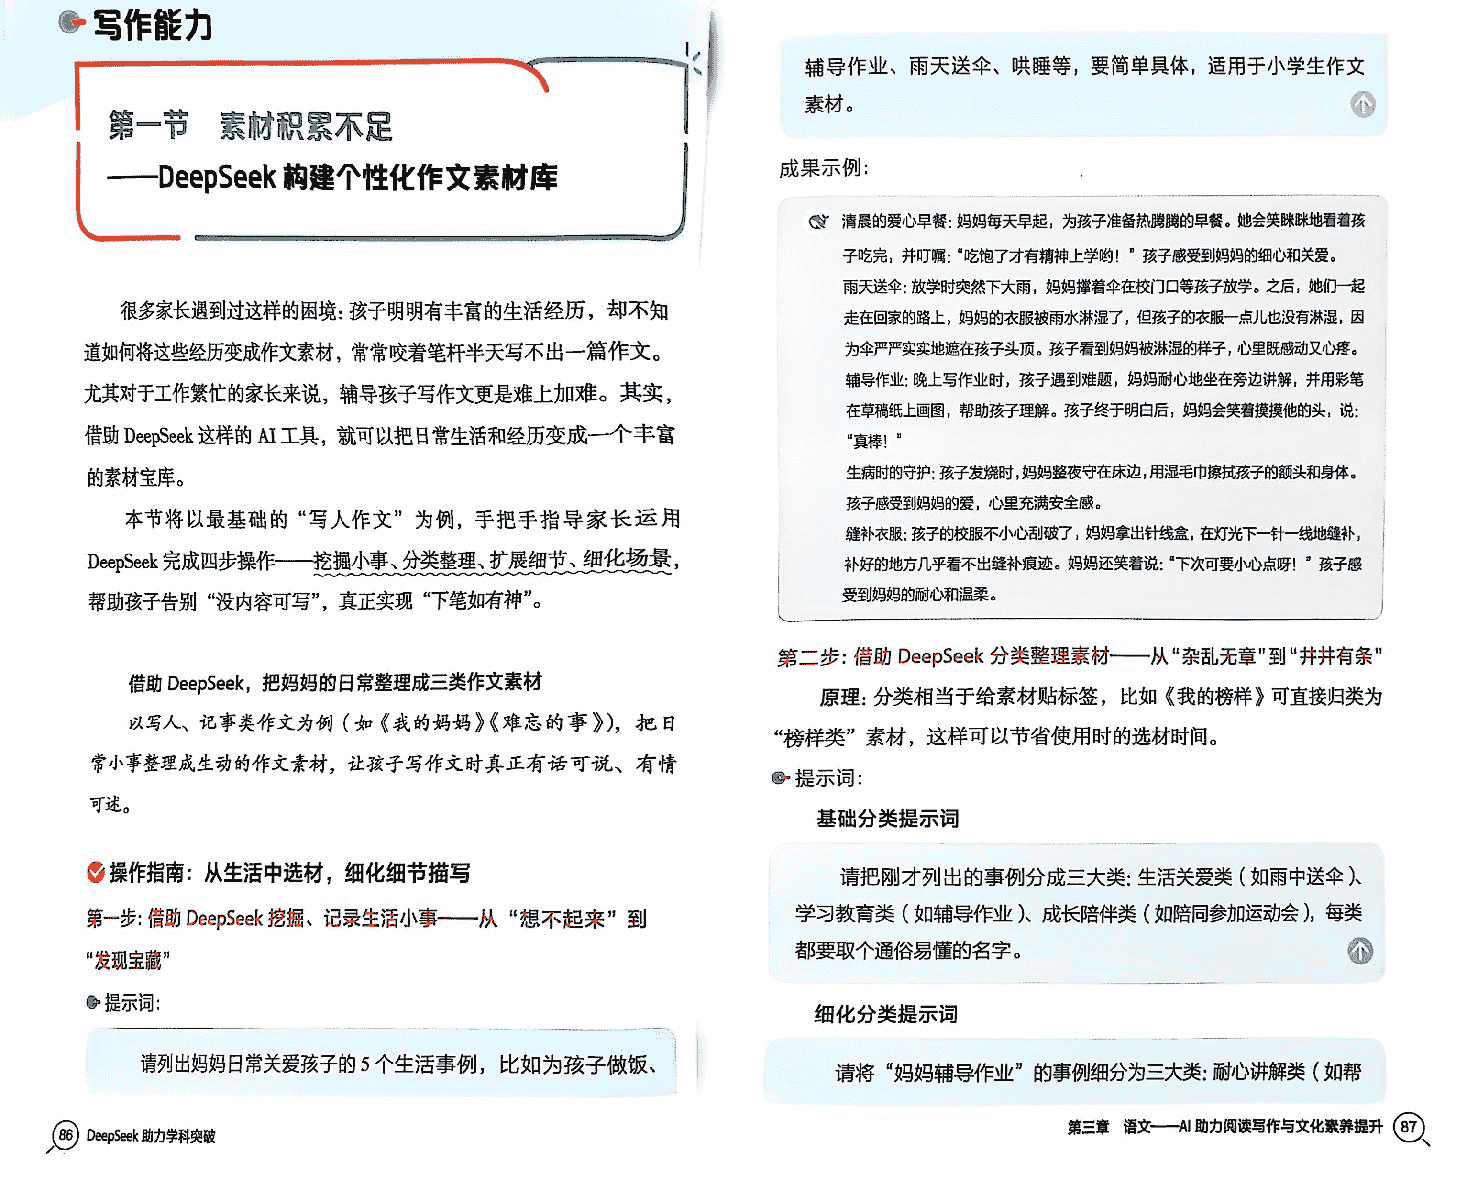 写作能力
第一节 素材积累不足
——DeepSeek 构建个性化作文素材库
很多家长遇到过这样的困境：孩子明明有丰富的生活经历，却不知
道如何将这些经历变成作文素材，常常咬着笔杆半天写不出一篇作文。
尤其对于工作繁忙的家长来说，辅导孩子写作文更是难上加难。其实，
借助 DeepSeek 这样的 AI 工具，就可以把日常生活和经历变成一个丰富
的素材宝库。
本节将以最基础的“写人作文”为例，手把手指导家长运用
DeepSeek 完成四步操作——挖掘小事、分类整理、扩展细节、细化场景，
帮助孩子告别“没内容可写”，真正实现“下笔如有神”。
借助 DeepSeek，把妈妈的日常整理成三类作文素材
以写人、记事类作文为例（如《我的妈妈》《难忘的事》），把日
常小事整理成生动的作文素材，让孩子写作文时真正有话可说、有情
可述。
操作指南：从生活中选材，细化细节描写
第一步：借助 DeepSeek 挖掘、记录生活小事——从“想不起来”到
“发现宝藏”
提示词：
请列出妈妈日常关爱孩子的 5 个生活事例，比如为孩子做饭、
86 DeepSeek 助力学科突破
辅导作业、雨天送伞、哄睡等，要简单具体，适用于小学生作文
素材。
成果示例：
清晨的爱心早餐：妈妈每天早起，为孩子准备热腾腾的早餐。她会笑眯眯地看着孩
子吃完，并叮嘱：“吃饱了才有精神上学哟！”孩子感受到妈妈的细心和关爱。
雨天送伞：放学时突然下大雨，妈妈撑着伞在校门口等孩子放学。之后，她们一起
走在回家的路上，妈妈的衣服被雨水淋湿了，但孩子的衣服一点儿也没有淋湿，因
为伞严严实实地遮在孩子头顶。孩子看到妈妈被淋湿的样子，心里既感动又心疼。
辅导作业：晚上写作业时，孩子遇到难题，妈妈耐心地坐在旁边讲解，并用彩笔
在草稿纸上画图，帮助孩子理解。孩子终于明白后，妈妈会笑着摸摸他的头，说：
“真棒！”
生病时的守护：孩子发烧时，妈妈整夜守在床边，用湿毛巾擦拭孩子的额头和身体。
孩子感受到妈妈的爱，心里充满安全感。
缝补衣服：孩子的校服不小心刮破了，妈妈拿出针线盒，在灯光下一针一线地缝补，
补好的地方几乎看不出缝补痕迹。妈妈还笑着说：“下次可要小心点呀！”孩子感
受到妈妈的耐心和温柔。
第二步：借助 DeepSeek 分类整理素材——从“杂乱无章”到“井井有条”
原理：分类相当于给素材贴标签，比如《我的榜样》可直接归类为
“榜样类”素材，这样可以节省使用时的选材时间。
提示词：
基础分类提示词
请把刚才列出的事例分成三大类：生活关爱类（如雨中送伞）、
学习教育类（如辅导作业）、成长陪伴类（如陪同参加运动会），每类
都要取个通俗易懂的名字。
细化分类提示词
请将“妈妈辅导作业”的事例细分为三大类：耐心讲解类（如帮
第三章 语文——AI 助力阅读写作与文化素养提升 87